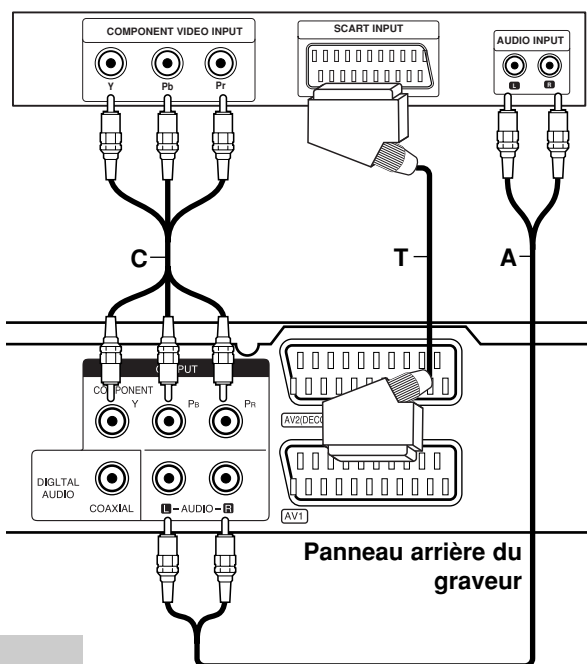 COMPONENT VIDEO INPUT
SCART INPUT
AUDIO INPUT
Y
Pb
Pr
L
R
C
T
A
PUT
Y
PB
PR
AV2(DECO
DIGLTAL
AUDIO
COAXIAL
L - AUDIO - R
AV1
Panneau arrière du
graveur